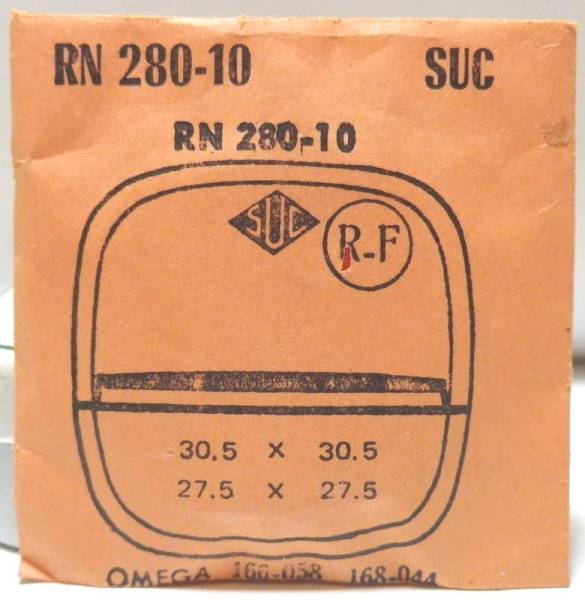 RN 280-10 SUC
RN 280-10
SUC
R-F
30.5 x 30.5
27.5 x 27.5
OMEGA 166-058 168-044